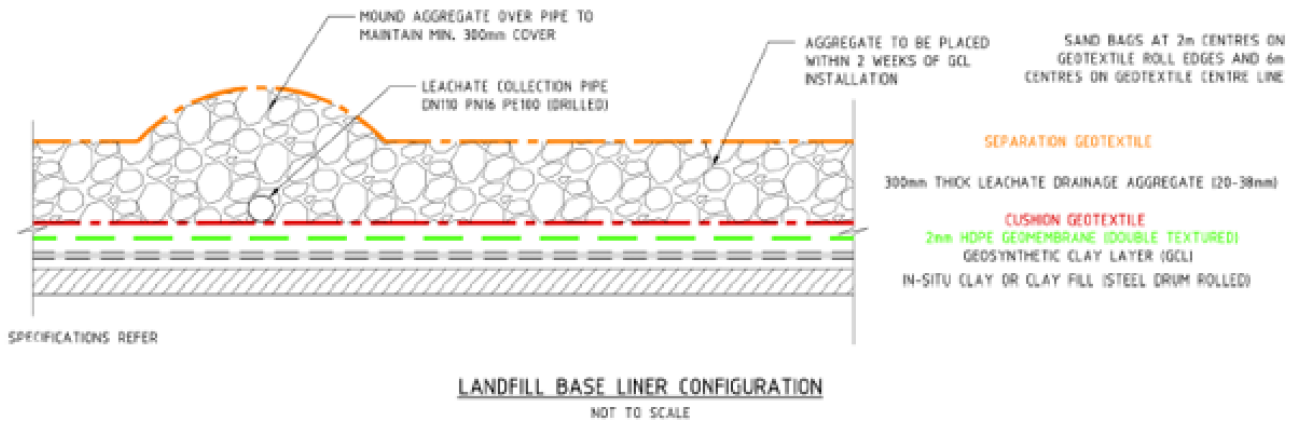 MOUND AGGREGATE OVER PIPE TO
MAINTAIN MIN. 300mm COVER
LEACHATE COLLECTION PIPE
DN110 PN16 PE100 (DRILLED)
AGGREGATE TO BE PLACED
WITHIN 2 WEEKS OF GCL
INSTALLATION
SAND BAGS AT 2m CENTRES ON
GEOTEXTILE ROLL EDGES AND 6m
CENTRES ON GEOTEXTILE CENTRE LINE
SEPARATION GEOTEXTILE
300mm THICK LEACHATE DRAINAGE AGGREGATE (20-38mm)
CUSHION GEOTEXTILE
2mm HDPE GEOMEMBRANE (DOUBLE TEXTURED)
GEOSYNTHETIC CLAY LAYER (GCL)
IN-SITU CLAY OR CLAY FILL (STEEL DRUM ROLLED)
SPECIFICATIONS REFER
LANDFILL BASE LINER CONFIGURATION
NOT TO SCALE